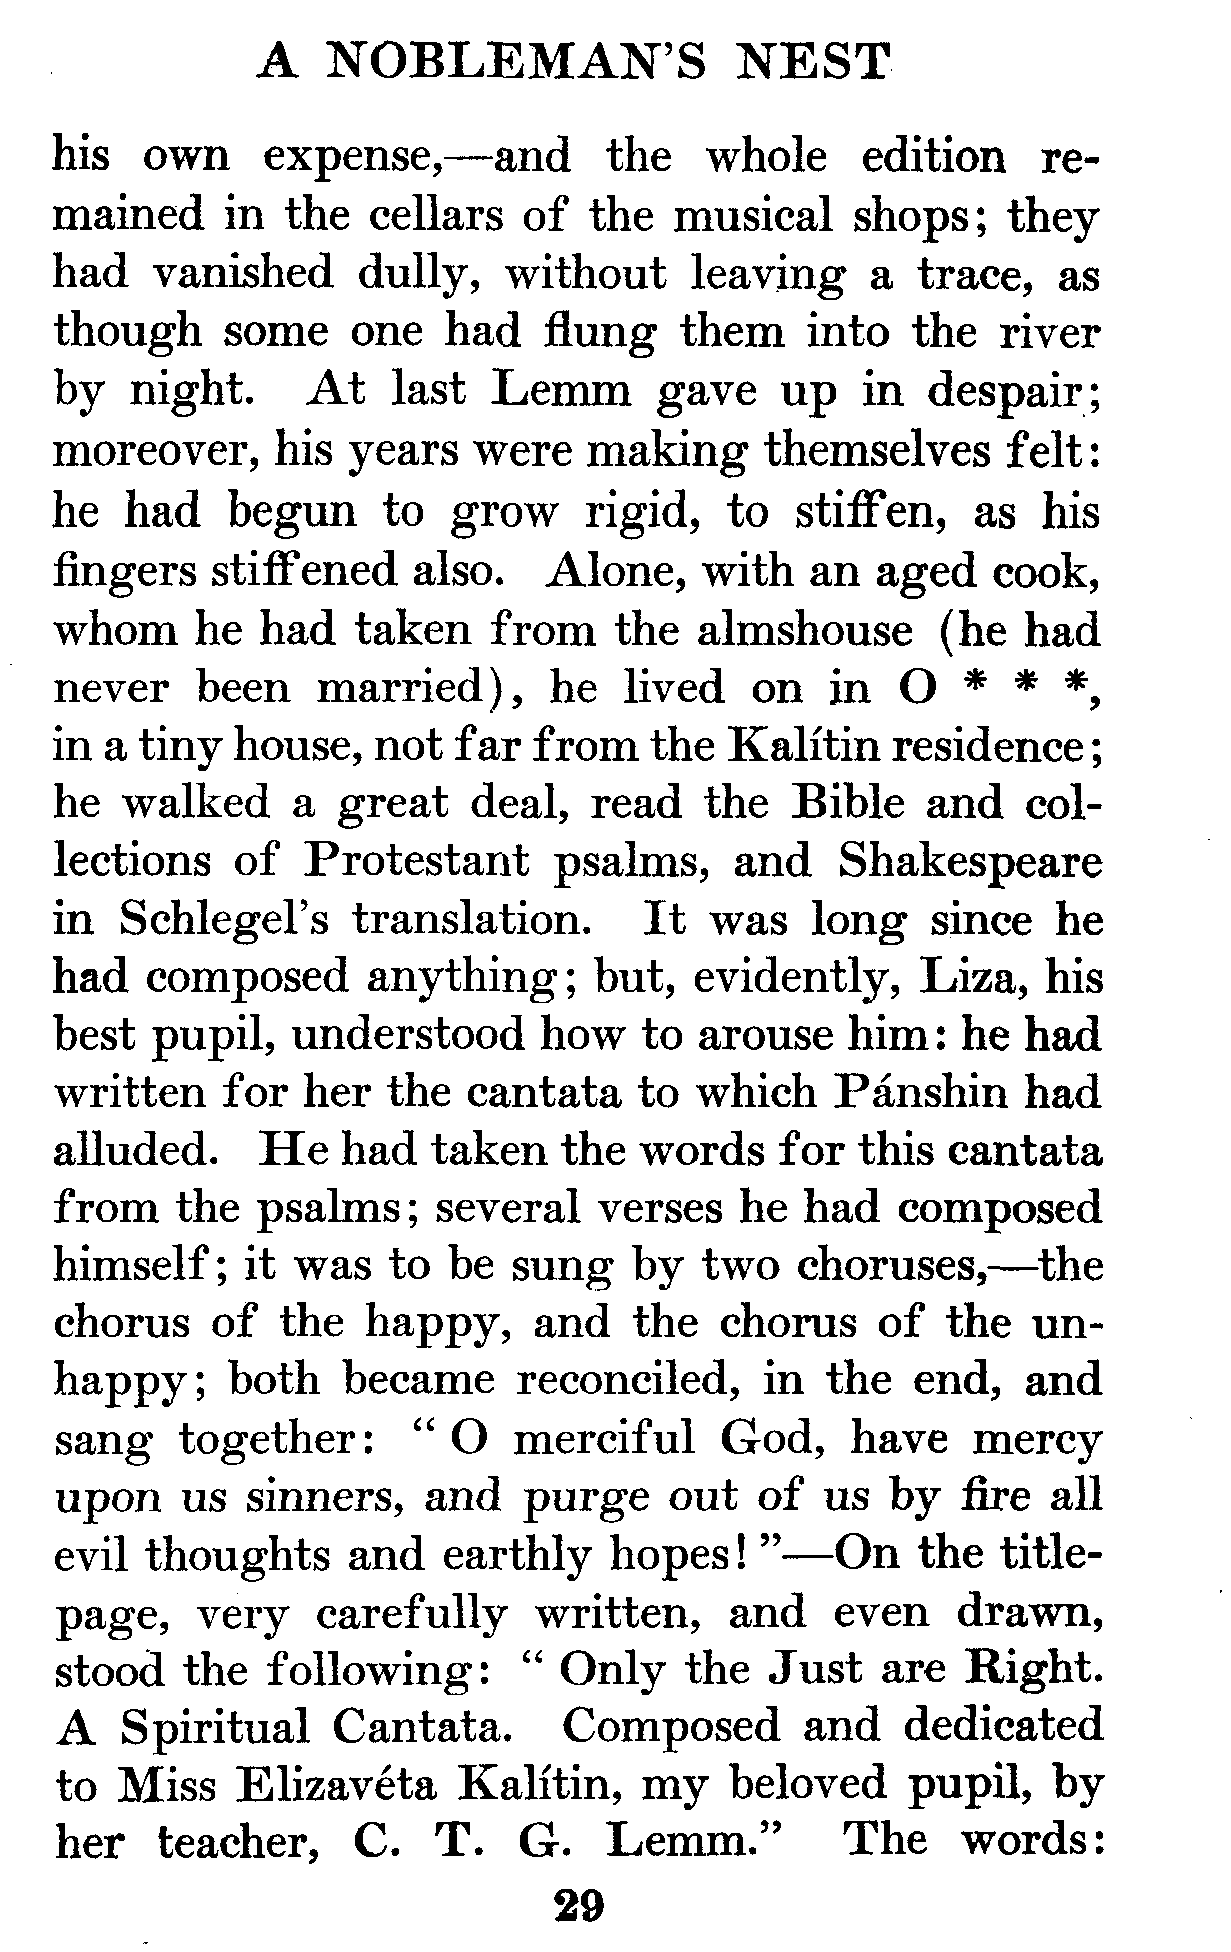 A NOBLEMAN'S NEST
his own expense,—and the whole edition re-
mained in the cellars of the musical shops; they
had vanished dully, without leaving a trace, as
though some one had flung them into the river
by night. At last Lemm gave up in despair;
moreover, his years were making themselves felt:
he had begun to grow rigid, to stiffen, as his
fingers stiffened also. Alone, with an aged cook,
whom he had taken from the almshouse (he had
never been married), he lived on in O * * *,
in a tiny house, not far from the Kalítin residence;
he walked a great deal, read the Bible and col-
lections of Protestant psalms, and Shakespeare
in Schlegel's translation. It was long since he
had composed anything; but, evidently, Liza, his
best pupil, understood how to arouse him: he had
written for her the cantata to which Pánshin had
alluded. He had taken the words for this cantata
from the psalms; several verses he had composed
himself; it was to be sung by two choruses,—the
chorus of the happy, and the chorus of the un-
happy; both became reconciled, in the end, and
sang together: " O merciful God, have mercy
upon us sinners, and purge out of us by fire all
evil thoughts and earthly hopes! "—On the title-
page, very carefully written, and even drawn,
stood the following: " Only the Just are Right.
A Spiritual Cantata. Composed and dedicated
to Miss Elizavéta Kalítin, my beloved pupil, by
her teacher, C. T. G. Lemm." The words:
29